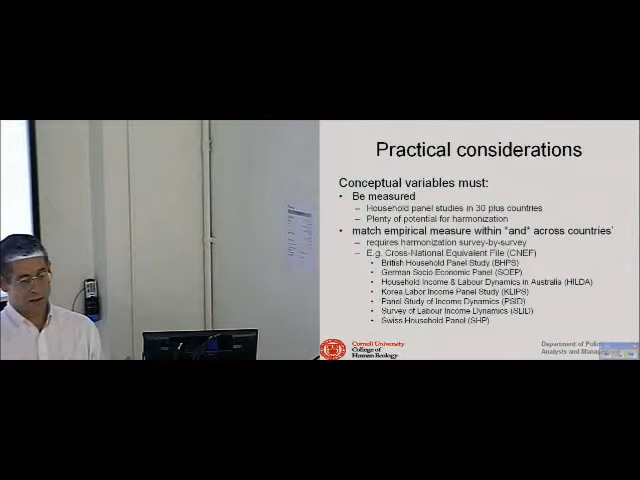 Practical considerations
Conceptual variables must:
• Be measured
– Household panel studies in 30 plus countries
– Plenty of potential for harmonization
• match empirical measure within *and* across countries'
– requires harmonization survey-by-survey
– E.g. Cross-National Equivalent File (CNEF)
• British Household Panel Study (BHPS)
• German Socio Economic Panel (SOEP)
• Household Income & Labour Dynamics in Australia (HILDA)
• Korea Labor Income Panel Study (KLIPS)
• Panel Study of Income Dynamics (PSID)
• Survey of Labour Income Dynamics (SLID)
• Swiss Household Panel (SHP)
Cornell University
College of
Human Ecology
Department of
Analysis and